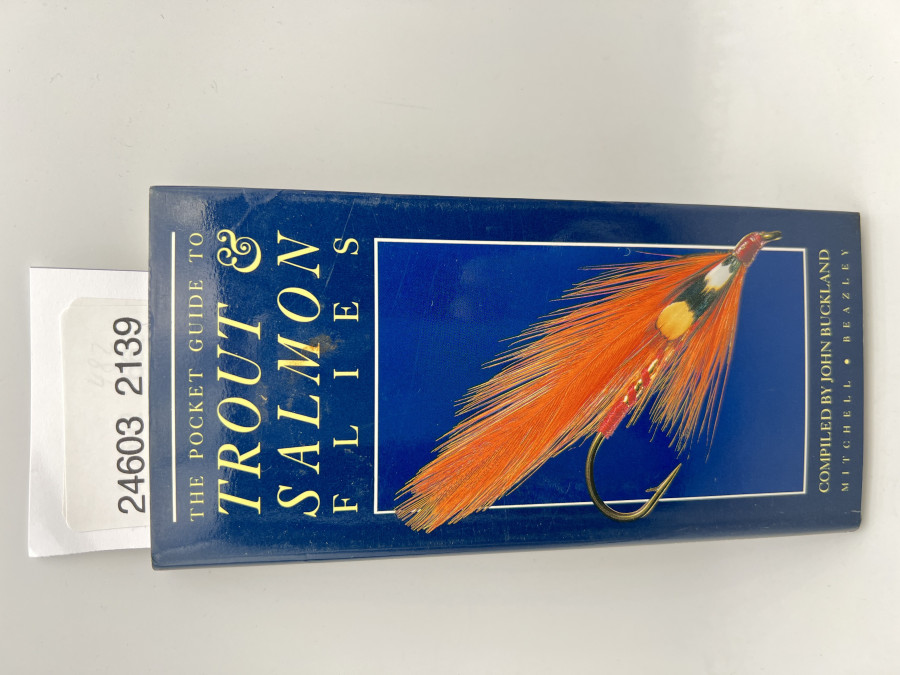 24603 2139
THE POCKET GUIDE TO
TROUT &
SALMON
FLIES
COMPILED BY JOHN BUCKLAND
MITCHELL • BEAZLEY